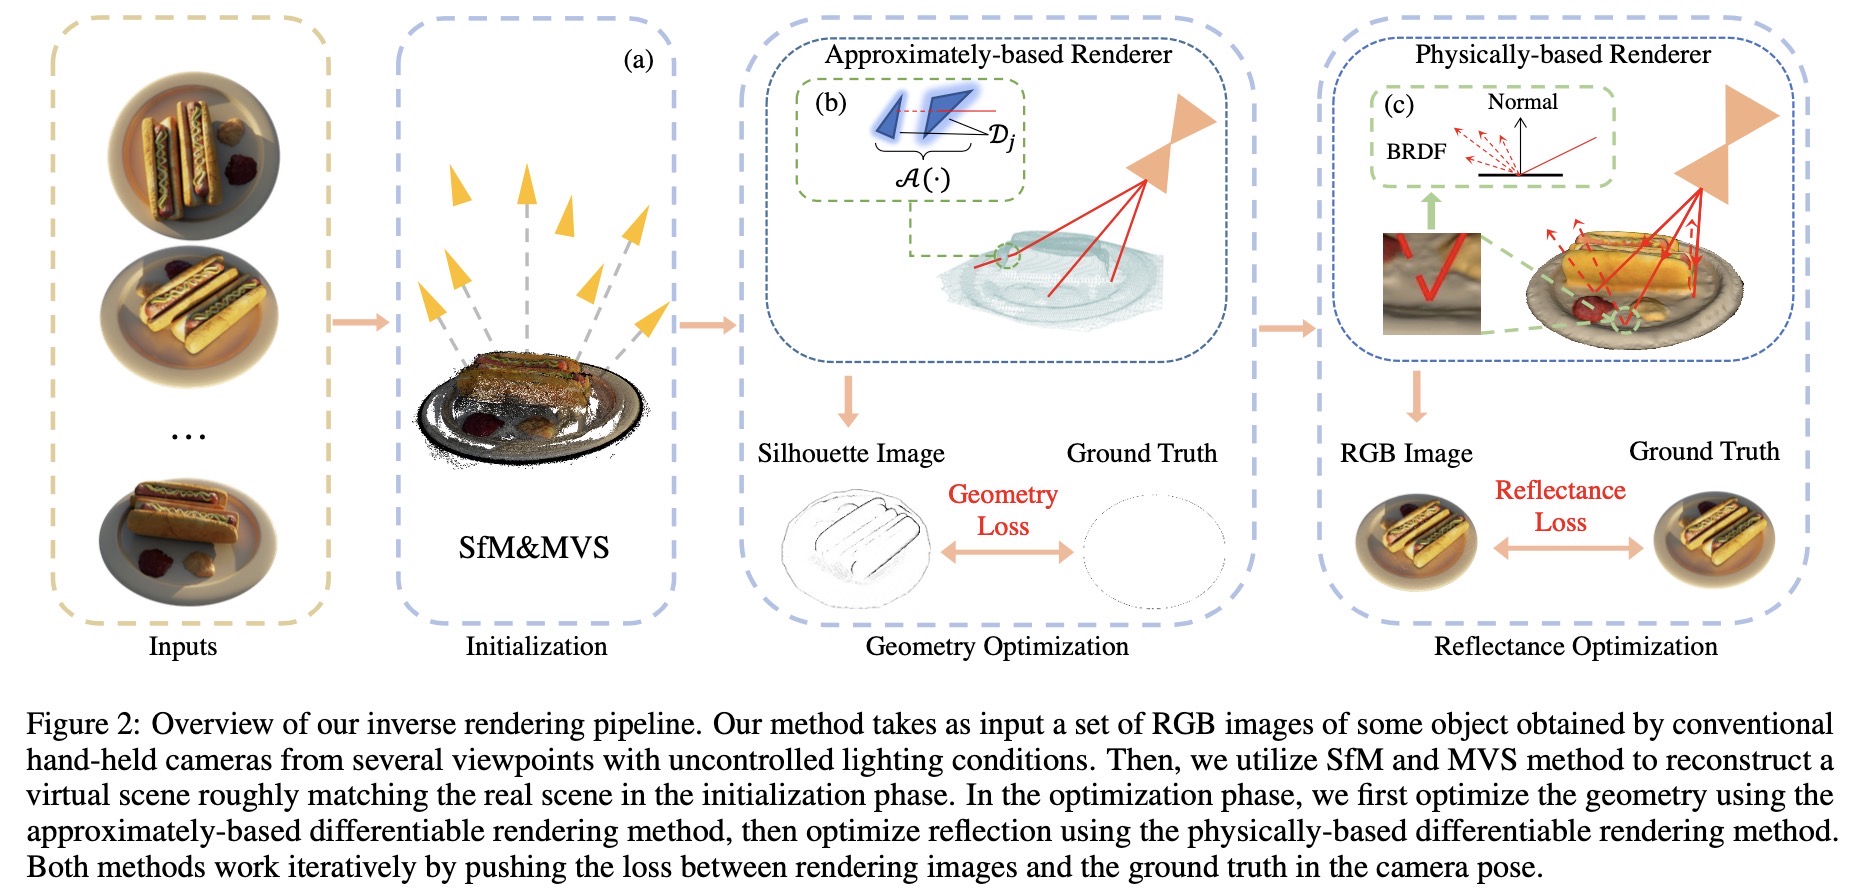 (a)
Approximately-based Renderer
(b)
𝒟j
𝒜(·)
Physically-based Renderer
(c)
Normal
BRDF
...
SfM&MVS
Silhouette Image
Ground Truth
Geometry
Loss
RGB Image
Ground Truth
Reflectance
Loss
Inputs
Initialization
Geometry Optimization
Reflectance Optimization
Figure 2: Overview of our inverse rendering pipeline. Our method takes as input a set of RGB images of some object obtained by conventional
hand-held cameras from several viewpoints with uncontrolled lighting conditions. Then, we utilize SfM and MVS method to reconstruct a
virtual scene roughly matching the real scene in the initialization phase. In the optimization phase, we first optimize the geometry using the
approximately-based differentiable rendering method, then optimize reflection using the physically-based differentiable rendering method.
Both methods work iteratively by pushing the loss between rendering images and the ground truth in the camera pose.